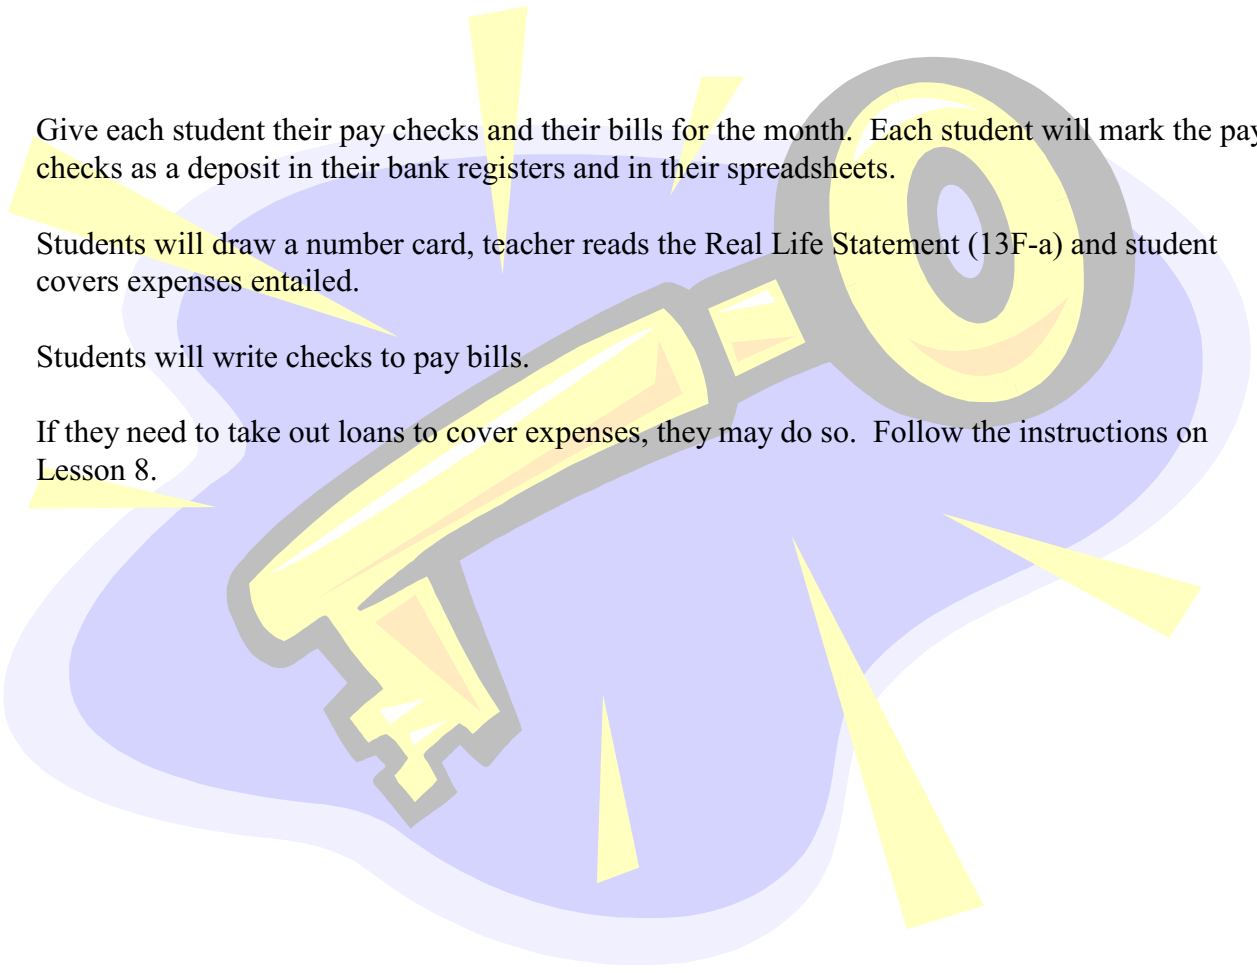 Give each student their pay checks and their bills for the month.  Each student will mark the pay
checks as a deposit in their bank registers and in their spreadsheets.
Students will draw a number card, teacher reads the Real Life Statement (13F-a) and student
covers expenses entailed.
Students will write checks to pay bills.
If they need to take out loans to cover expenses, they may do so.  Follow the instructions on
Lesson 8.